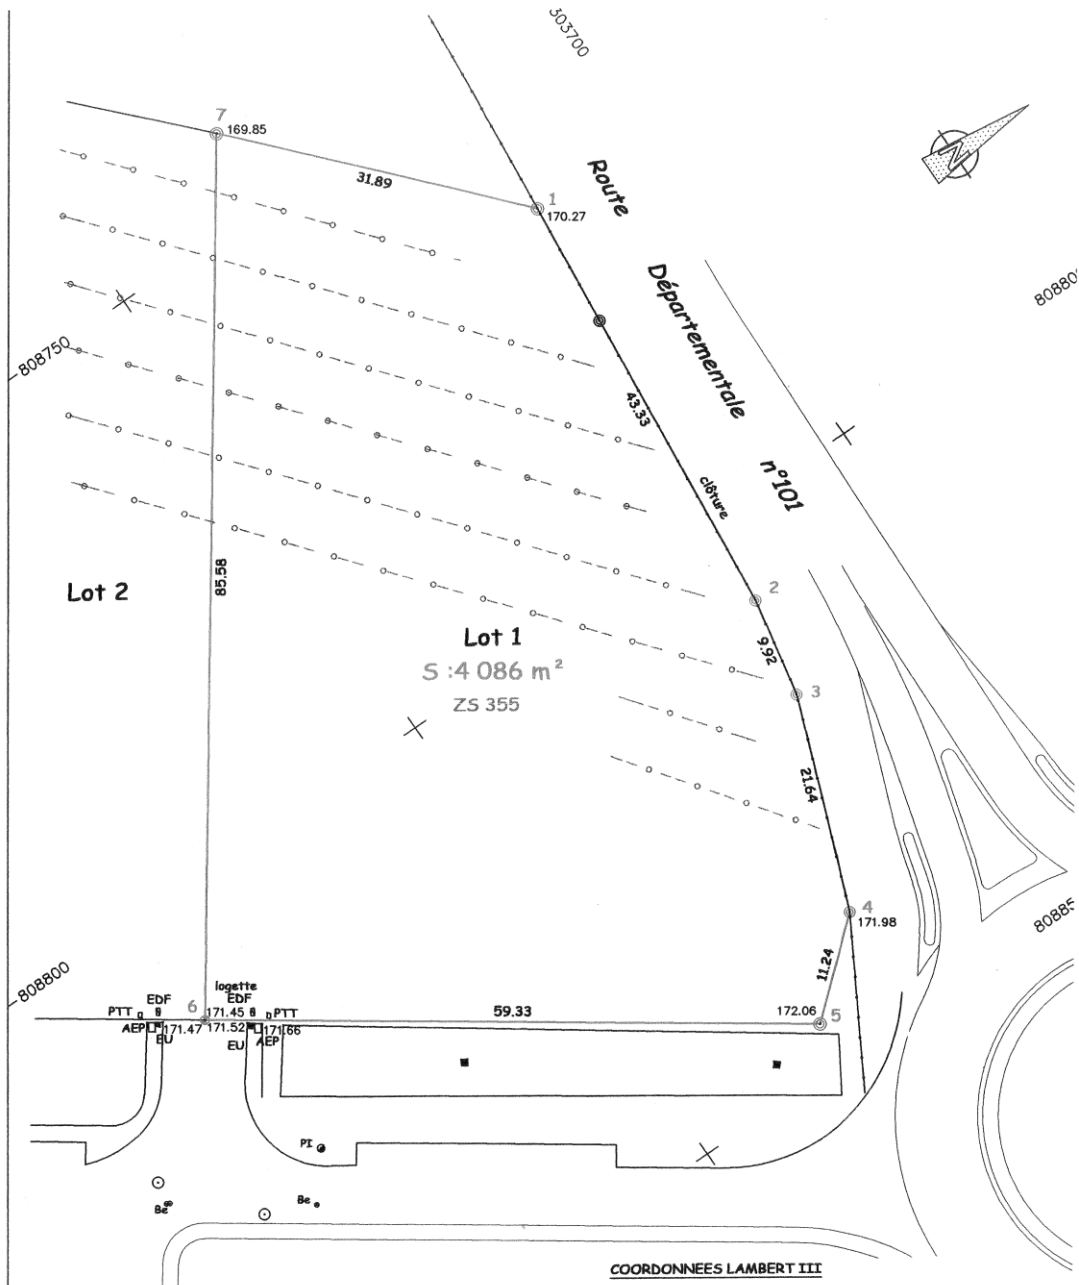 303700
7
169.85
31.89
1
170.27
Route
Départementale
n°101
808800
808750
43.33
clôture
85.58
2
Lot 2
Lot 1
S :4 086 m²
ZS 355
9.92
3
21.64
4
171.98
80885
11.24
808800
logette
EDF
EDF
6
PTT
171.45
PTT
59.33
172.06
5
AEP
171.47
171.52
171.66
EU
EU
AEP
PI
Be
Be
COORDONNEES LAMBERT III